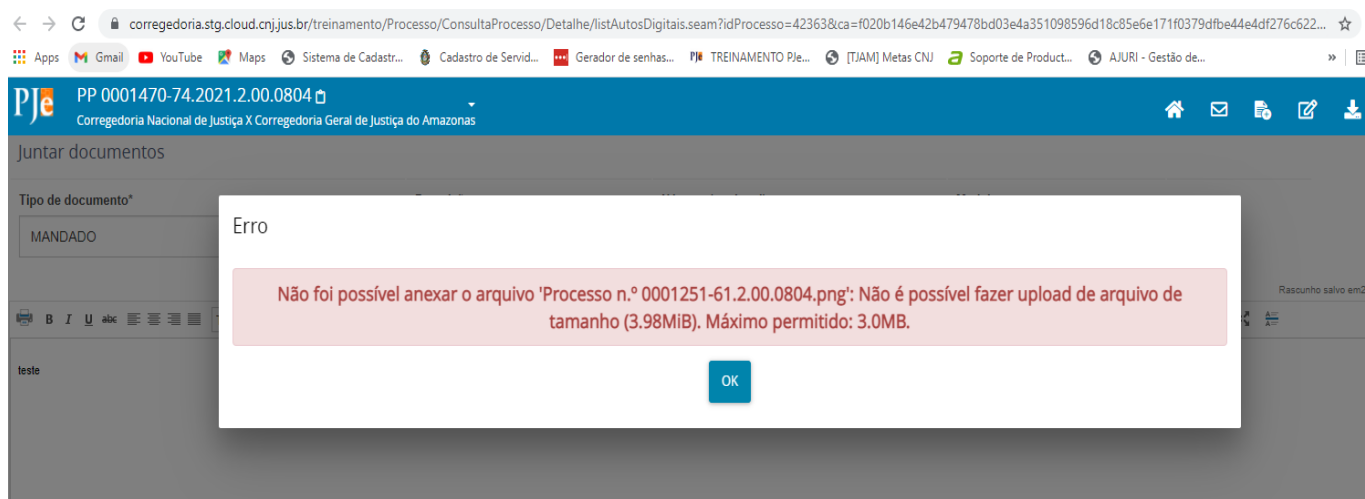 corregedoria.stg.cloud.cnj.jus.br/treinamento/Processo/ConsultaProcesso/Detalhe/listAutosDigitais.seam?idProcesso=42363&ca=f020b146e42b479478bd03e4a351098596d18c85e6e171f0379dfbe44e4df276c622...
Apps Gmail YouTube Maps Sistema de Cadastr... Cadastro de Servid... Gerador de senhas... PJe TREINAMENTO PJe... [TJAM] Metas CNJ Soporte de Product... AJURI - Gestão de... »
PJe PP 0001470-74.2021.2.00.0804
Corregedoria Nacional de Justiça X Corregedoria Geral de Justiça do Amazonas
Juntar documentos
Tipo de documento*
MANDADO
Erro
Não foi possível anexar o arquivo 'Processo n.º 0001251-61.2.00.0804.png': Não é possível fazer upload de arquivo de
tamanho (3.98MiB). Máximo permitido: 3.0MB.
Rascunho salvo em2
B I U abc
OK
teste